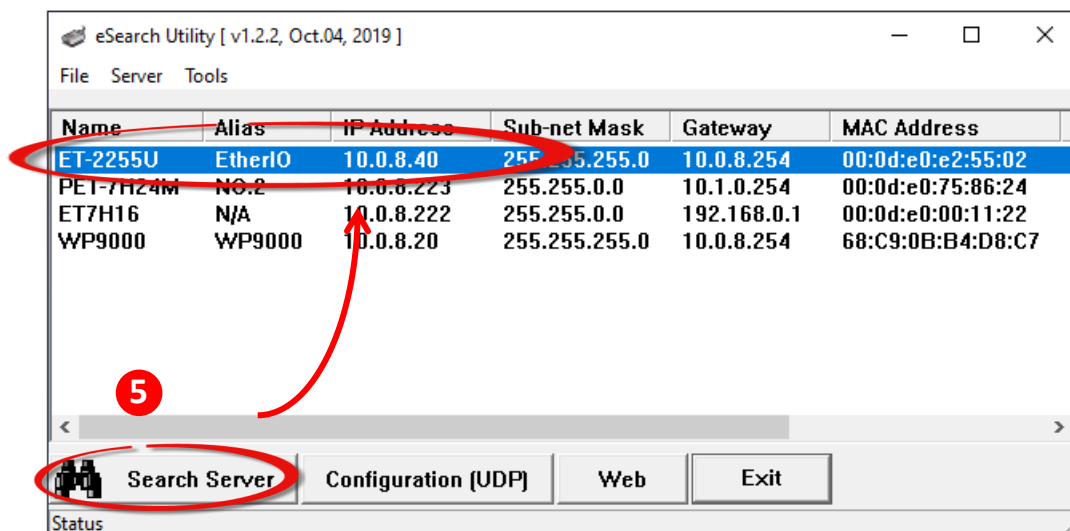 eSearch Utility [ v1.2.2, Oct.04, 2019 ]
File Server Tools
Name Alias IP Address Sub-net Mask Gateway MAC Address
ET-2255U EtherIO 10.0.8.40 255.255.255.0 10.0.8.254 00:0d:e0:e2:55:02
PET-7H24M NO:2 10.0.8.223 255.255.0.0 10.1.0.254 00:0d:e0:75:86:24
ET7H16 N/A 10.0.8.222 255.255.0.0 192.168.0.1 00:0d:e0:00:11:22
WP9000 WP9000 10.0.8.20 255.255.255.0 10.0.8.254 68:C9:0B:B4:D8:C7
5
Search Server Configuration (UDP) Web Exit
Status